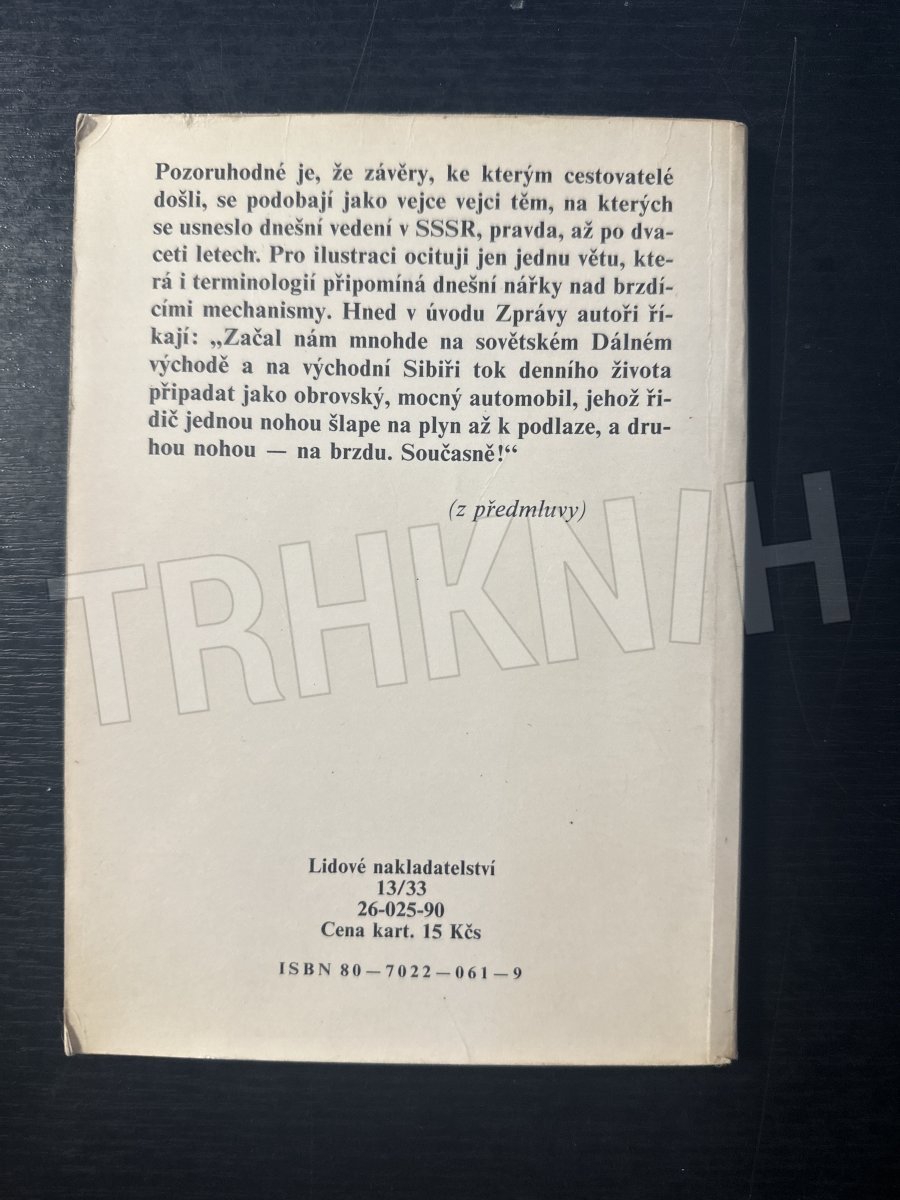 Pozoruhodné je, že závěry, ke kterým cestovatelé
došli, se podobají jako vejce vejci těm, na kterých
se usneslo dnešní vedení v SSSR, pravda, až po dva-
ceti letech. Pro ilustraci ocituji jen jednu větu, kte-
rá i terminologií připomíná dnešní nářky nad brzdí-
cími mechanismy. Hned v úvodu Zprávy autoři ří-
kají: „Začal nám mnohde na sovětském Dálném
východě a na východní Sibiři tok denního života
připadat jako obrovský, mocný automobil, jehož ři-
dič jednou nohou šlape na plyn až k podlaze, a dru-
hou nohou — na brzdu. Současně!“
(z předmluvy)
TRHKNIH
Lidové nakladatelství
13/33
26-025-90
Cena kart. 15 Kčs
ISBN 80—7022—061—9